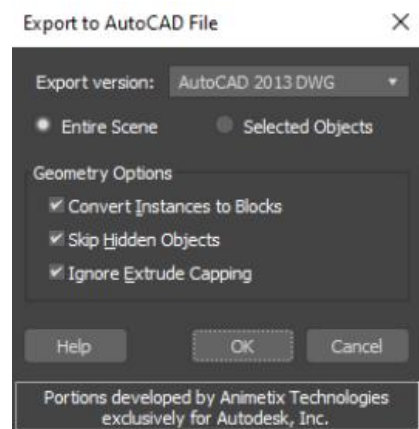 Export to AutoCAD File
Export version: AutoCAD 2013 DWG
Entire Scene Selected Objects
Geometry Options
Convert Instances to Blocks
Skip Hidden Objects
Ignore Extrude Capping
Help OK Cancel
Portions developed by Animetix Technologies
exclusively for Autodesk, Inc.